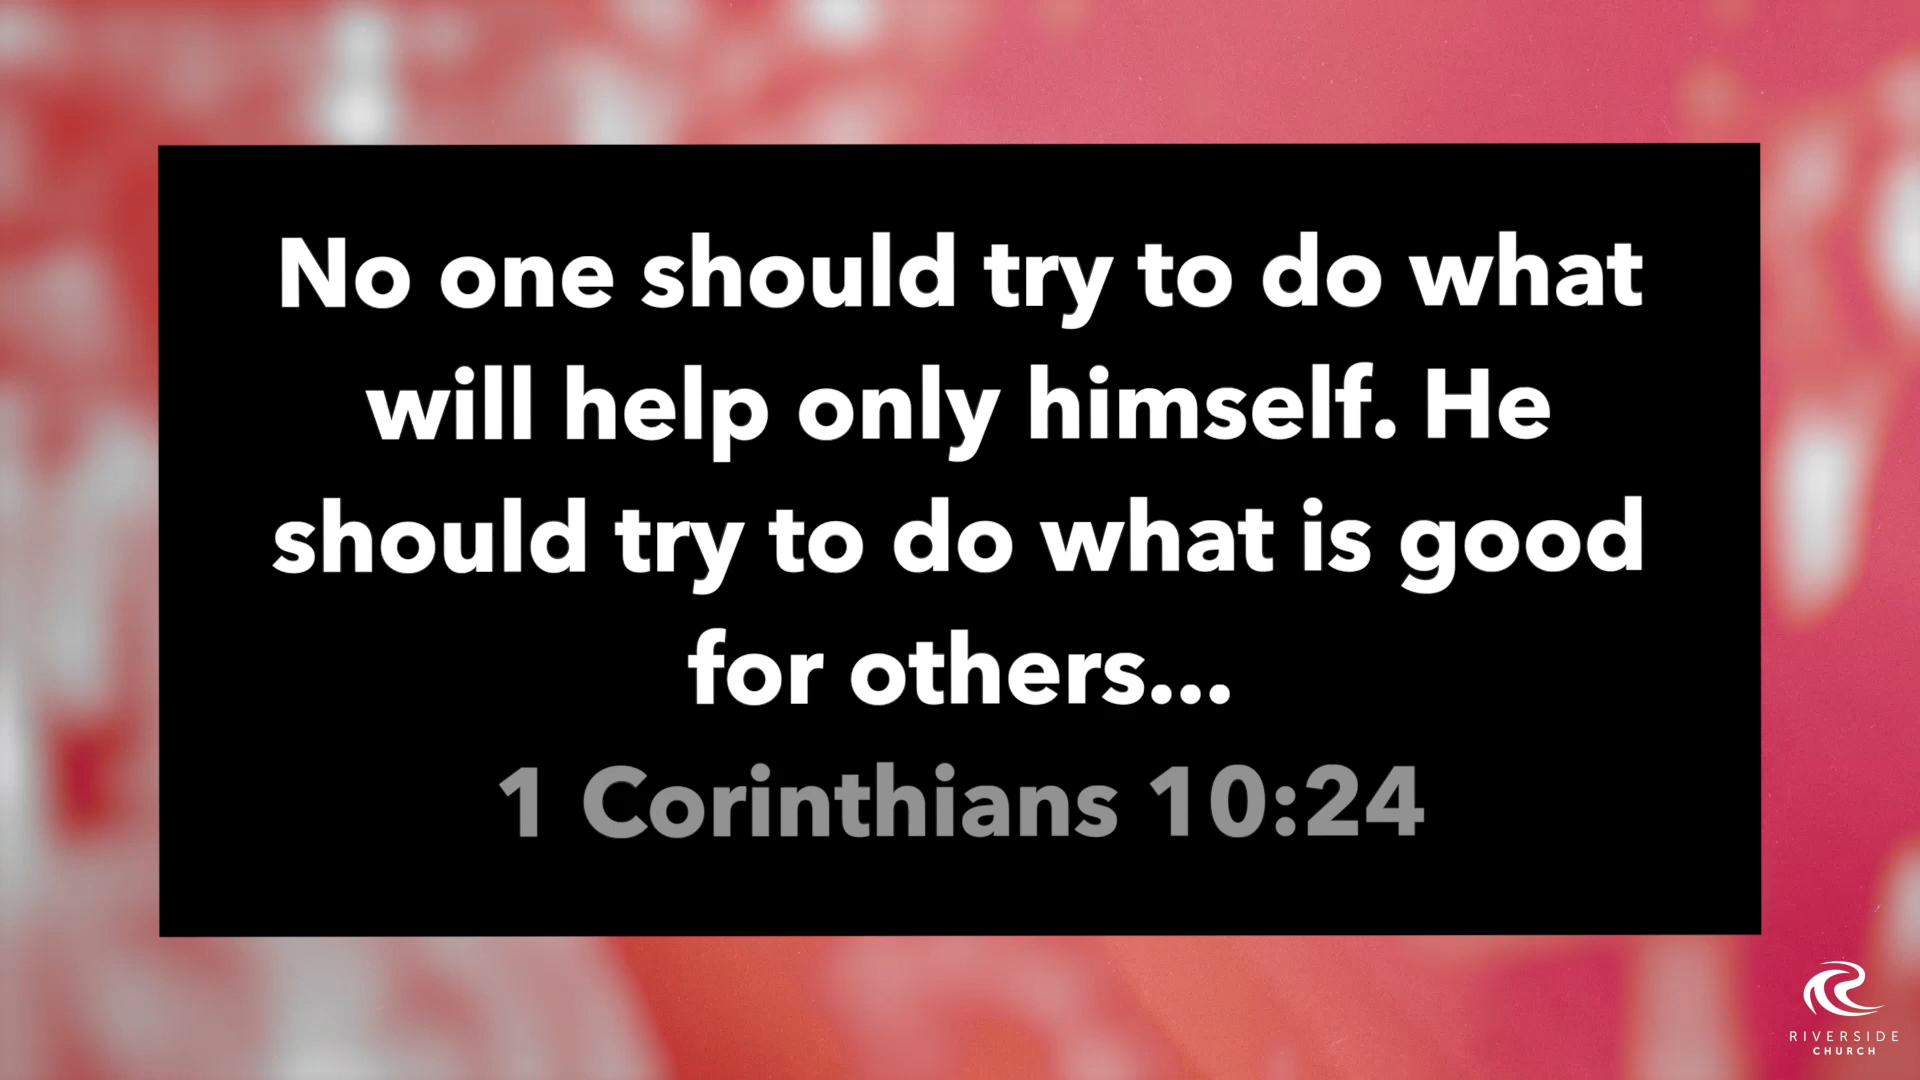 No one should try to do what
will help only himself. He
should try to do what is good
for others...
1 Corinthians 10:24
RIVERSIDE
CHURCH